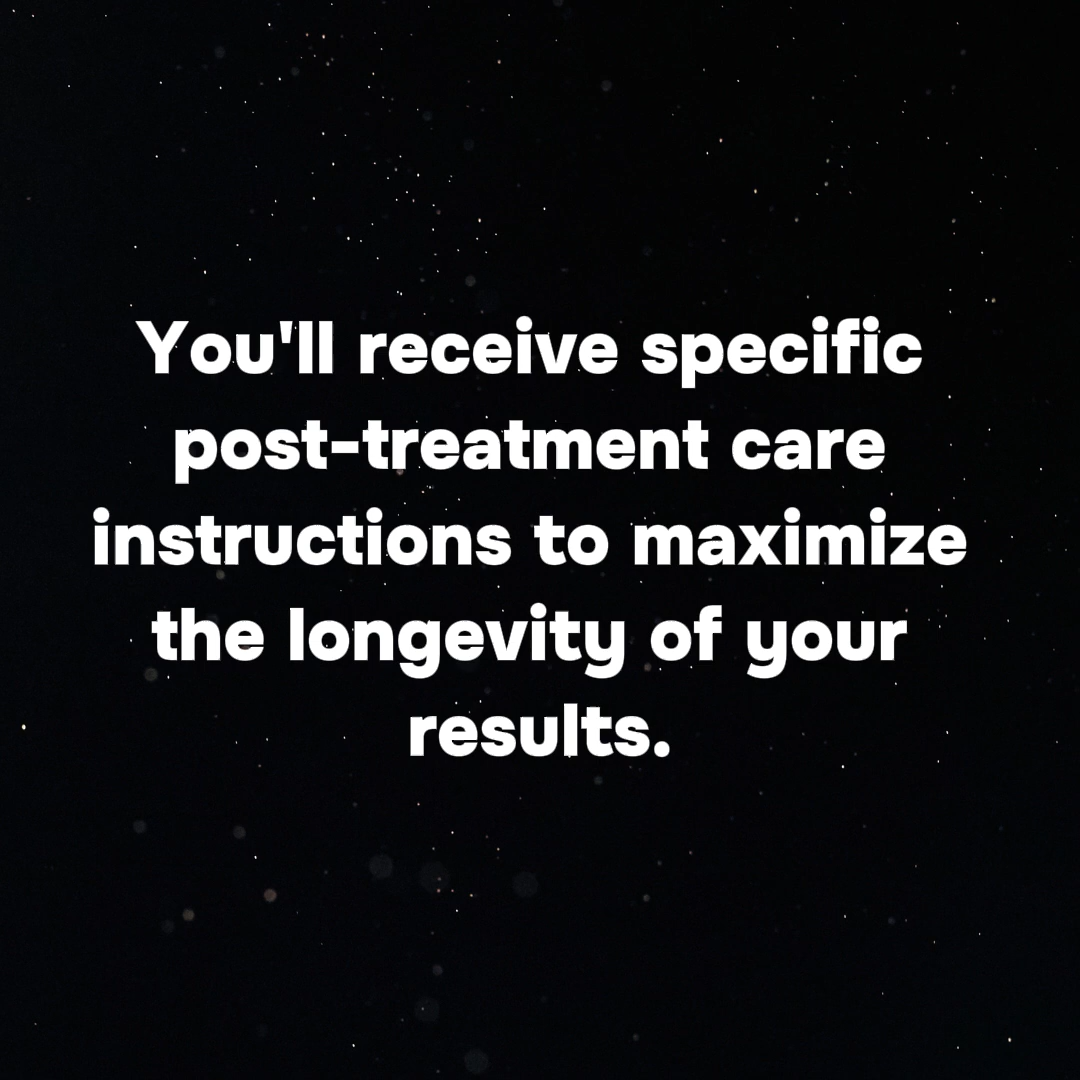 You'll receive specific
post-treatment care
instructions to maximize
the longevity of your
results.